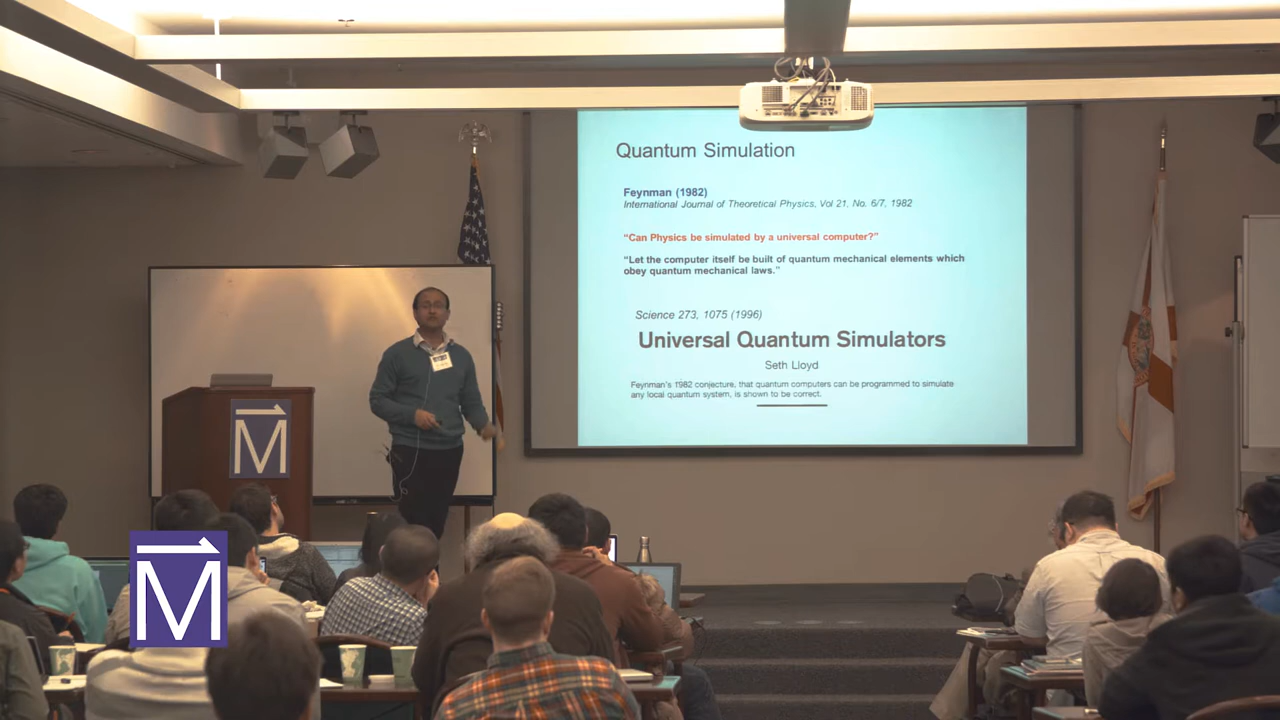 Quantum Simulation
Feynman (1982)
International Journal of Theoretical Physics, Vol 21, No. 6/7, 1982
“Can Physics be simulated by a universal computer?”
“Let the computer itself be built of quantum mechanical elements which
obey quantum mechanical laws.”
Science 273, 1075 (1996)
Universal Quantum Simulators
Seth Lloyd
Feynman's 1982 conjecture, that quantum computers can be programmed to simulate
any local quantum system, is shown to be correct.
M
M